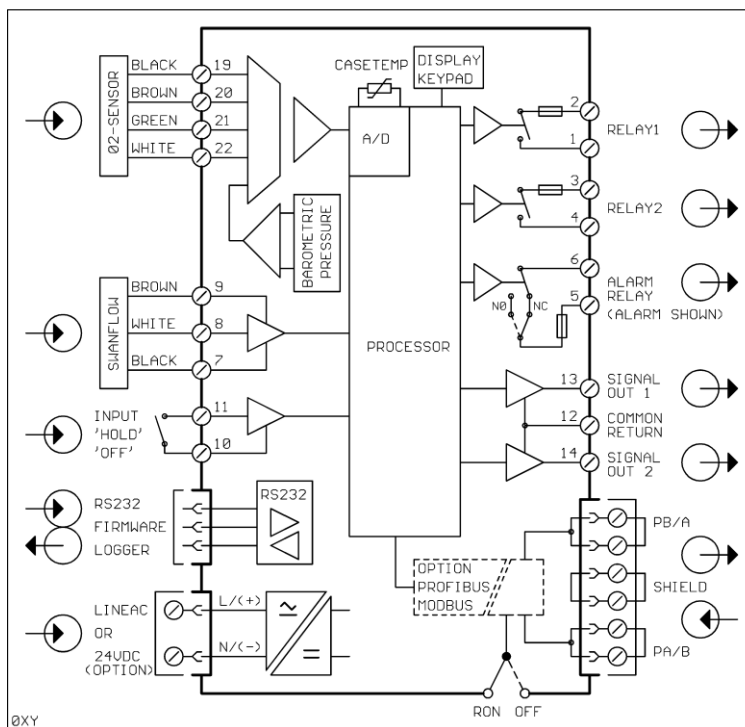 BLACK 19
BROWN 20
GREEN 21
WHITE 22
02-SENSOR
CASETEMP
DISPLAY
KEYPAD
A/D
BAROMETRIC
PRESSURE
PROCESSOR
2
1
RELAY1
3
4
RELAY2
6
5
ALARM
RELAY
(ALARM SHOWN)
NO
NC
SWANFLOW
BROWN 9
WHITE 8
BLACK 7
INPUT
'HOLD'
'OFF'
11
10
13
SIGNAL
OUT 1
12
COMMON
RETURN
14
SIGNAL
OUT 2
RS232
FIRMWARE
LOGGER
RS232
LINEAC
OR
24VDC
(OPTION)
L/(+)
N/(-)
OPTION
PROFIBUS
MODBUS
PB/A
SHIELD
PA/B
RON OFF
0XY